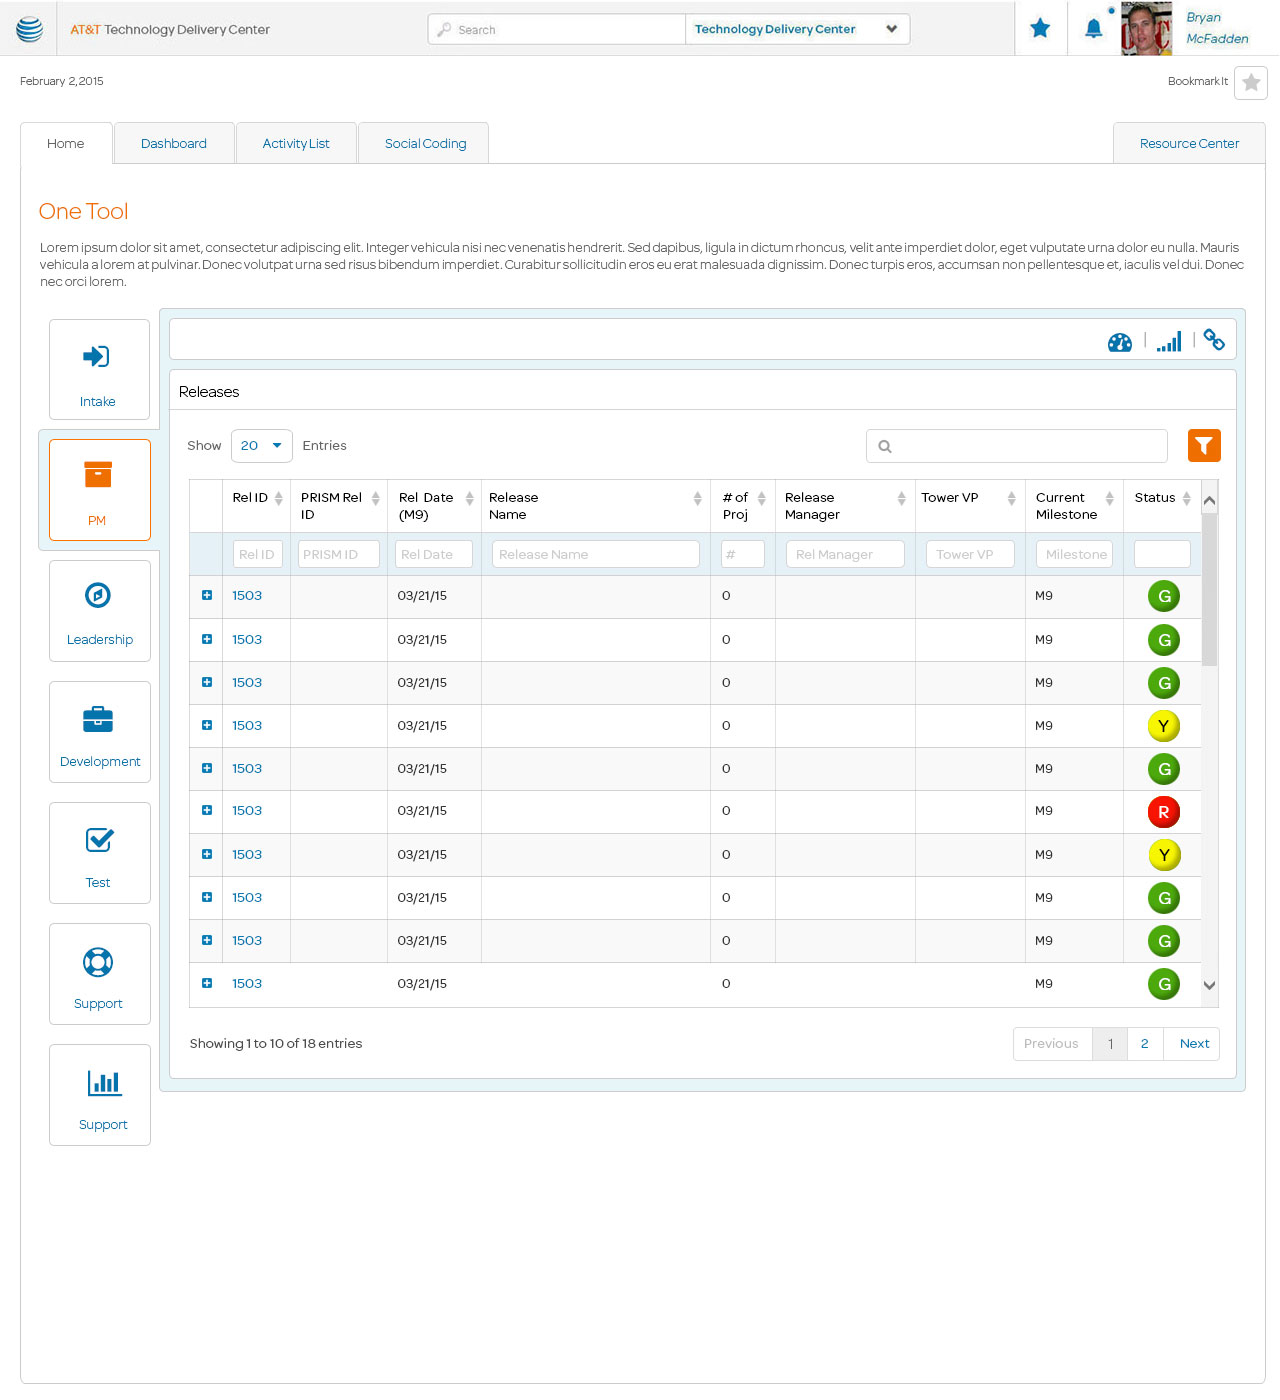 AT&T Technology Delivery Center
Search
Technology Delivery Center
Bryan
McFadden
February 2, 2015
Bookmark It
Home
Dashboard
Activity List
Social Coding
Resource Center
One Tool
Lorem ipsum dolor sit amet, consectetur adipiscing elit. Integer vehicula nisi nec venenatis hendrerit. Sed dapibus, ligula in dictum rhoncus, velit ante imperdiet dolor, eget vulputate urna dolor eu nulla. Mauris
vehicula a lorem at pulvinar. Donec volutpat urna sed risus bibendum imperdiet. Curabitur sollicitudin eros eu erat malesuada dignissim. Donec turpis eros, accumsan non pellentesque et, iaculis vel dui. Donec
nec orci lorem.
Intake
PM
Leadership
Development
Test
Support
Support
Releases
Show 20 Entries
Rel ID PRISM Rel Rel Date Release # of Release Tower VP Current Status
ID (M9) Name Proj Manager Milestone
Rel ID PRISM ID Rel Date Release Name # Rel Manager Tower VP Milestone
1503 03/21/15 0 M9 G
1503 03/21/15 0 M9 G
1503 03/21/15 0 M9 G
1503 03/21/15 0 M9 Y
1503 03/21/15 0 M9 G
1503 03/21/15 0 M9 R
1503 03/21/15 0 M9 Y
1503 03/21/15 0 M9 G
1503 03/21/15 0 M9 G
1503 03/21/15 0 M9 G
Showing 1 to 10 of 18 entries
Previous 1 2 Next